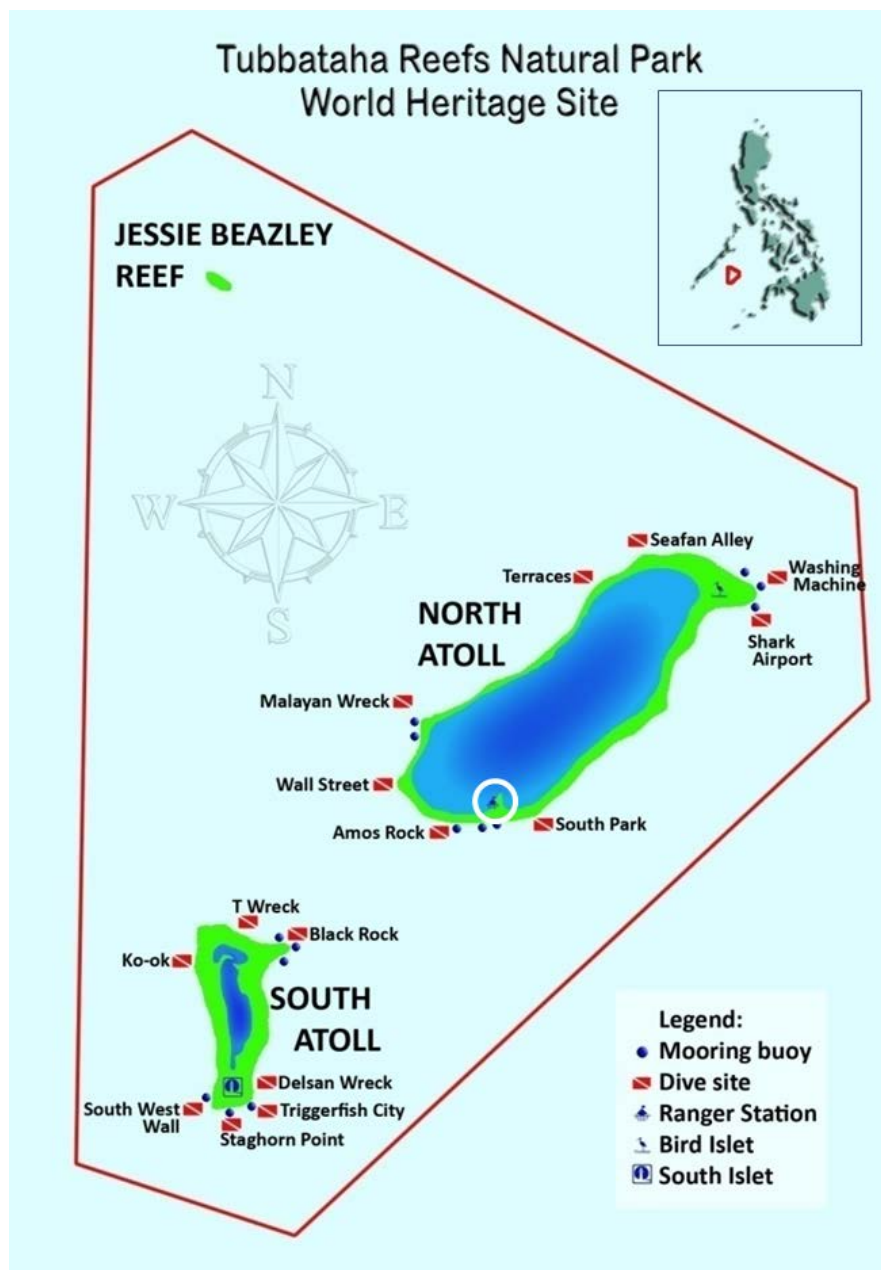 Tubbataha Reefs Natural Park
World Heritage Site
JESSIE BEAZLEY
REEF
N
W
E
S
Seafan Alley
Terraces
Washing
Machine
NORTH
ATOLL
Shark
Airport
Malayan Wreck
Wall Street
Amos Rock
South Park
T Wreck
Black Rock
Ko-ok
SOUTH
ATOLL
Delsan Wreck
South West
Wall
Triggerfish City
Staghorn Point
Legend:
Mooring buoy
Dive site
Ranger Station
Bird Islet
South Islet